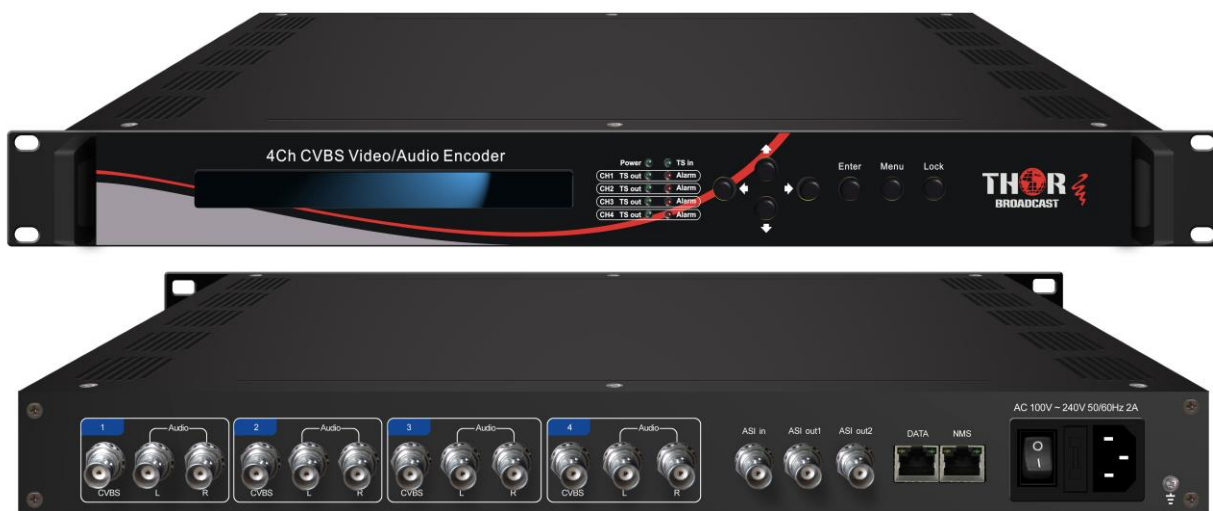 4Ch CVBS Video/Audio Encoder
Power TS in
CH1 TS out Alarm
CH2 TS out Alarm
CH3 TS out Alarm
CH4 TS out Alarm
Enter Menu Lock
THOR
BROADCAST
AC 100V ~ 240V 50/60Hz 2A
1 Audio 2 Audio 3 Audio 4 Audio
ASI in ASI out1 ASI out2 DATA NMS
CVBS L R CVBS L R CVBS L R CVBS L R
O
I